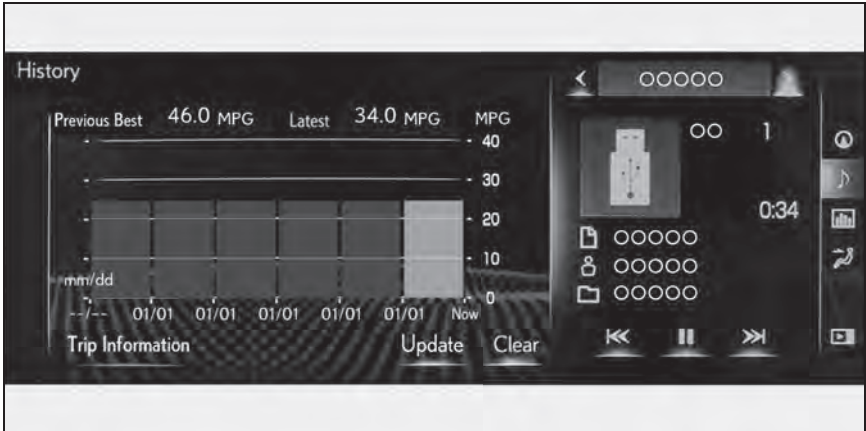 History
Previous Best 46.0 MPG Latest 34.0 MPG MPG
40
30
20
10
0
mm/dd
--/-- 01/01 01/01 01/01 01/01 01/01 Now
Trip Information Update Clear
OOOOO
OO 1
0:34
OOOOO
OOOOO
OOOOO